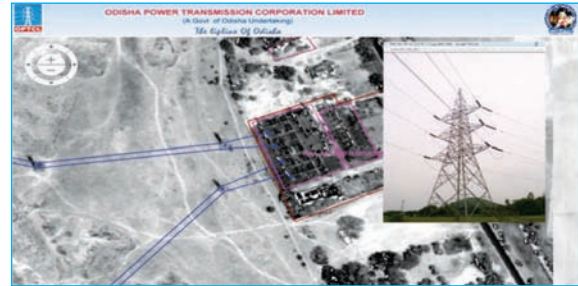 ODISHA POWER TRANSMISSION CORPORATION LIMITED
(A Govt of Odisha Undertaking)
The Lifeline Of Odisha
OPTCL